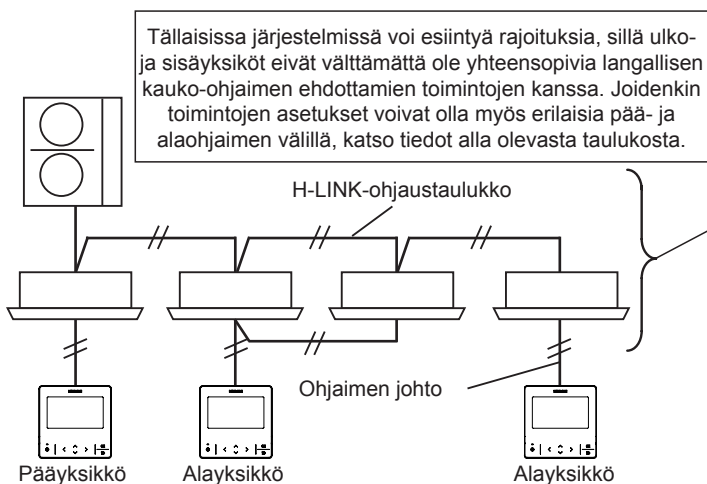 Tällaisissa järjestelmissä voi esiintyä rajoituksia, sillä ulko-
ja sisäyksiköt eivät välttämättä ole yhteensopivia langallisen
kauko-ohjaimen ehdottamien toimintojen kanssa. Joidenkin
toimintojen asetukset voivat olla myös erilaisia pää- ja
alaohjaimen välillä, katso tiedot alla olevasta taulukosta.
H-LINK-ohjaustaulukko
Ohjaimen johto
Pääyksikkö
Alayksikkö
Alayksikkö